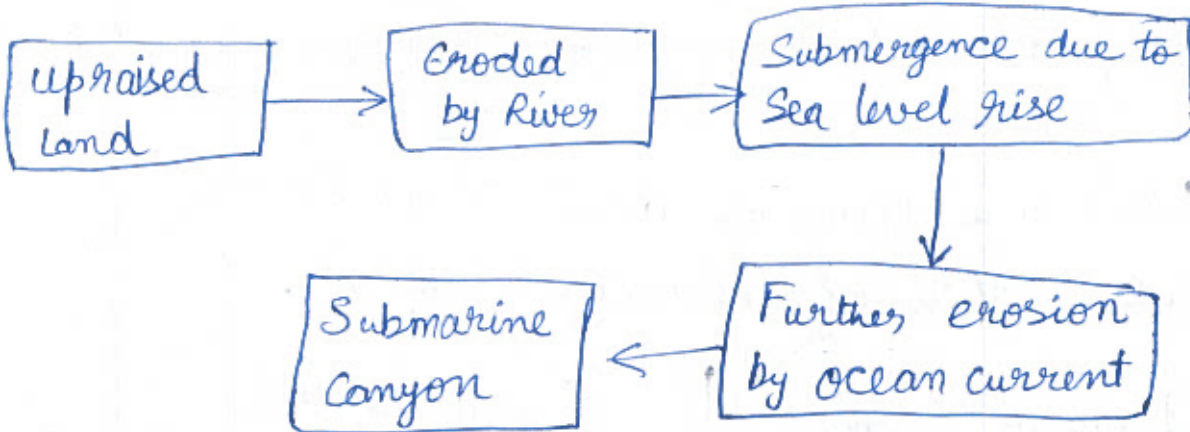 upraised
Land
Eroded
by River
Submergence due to
Sea level rise
Further erosion
by ocean current
Submarine
Canyon